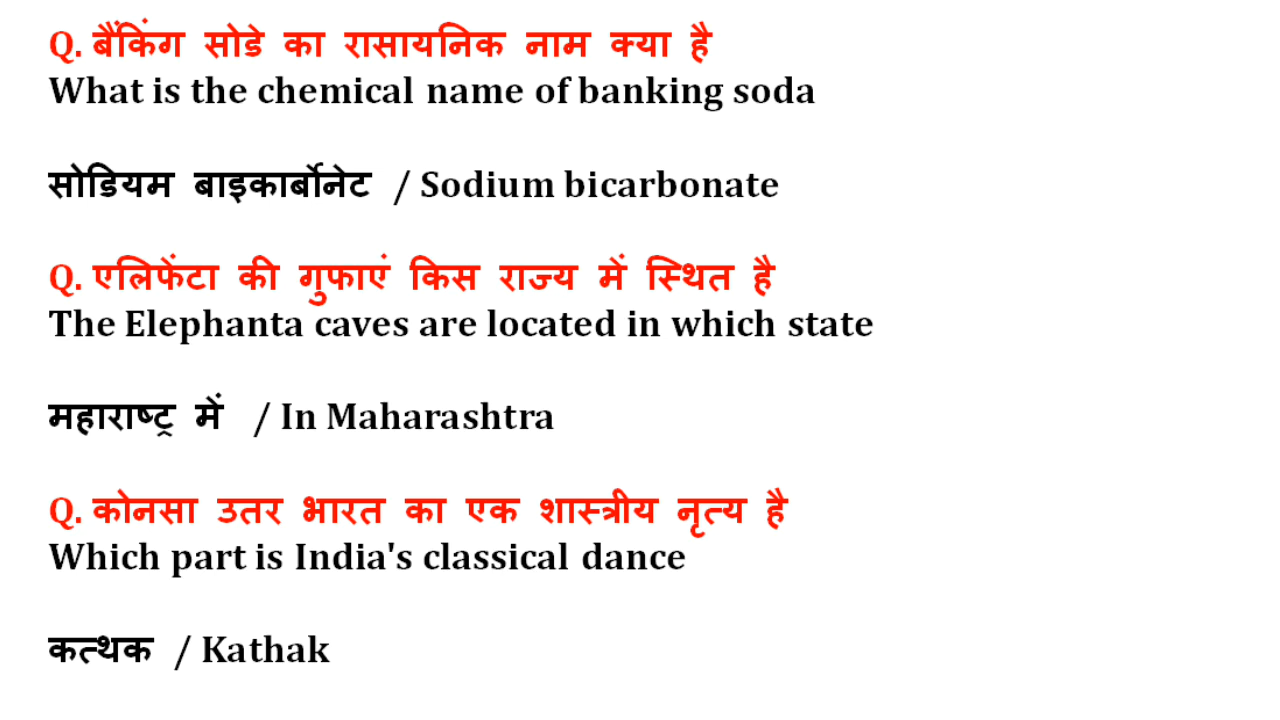 Q. बैंकिंग सोडे का रासायनिक नाम क्या है
What is the chemical name of banking soda
सोडियम बाइकार्बोनेट / Sodium bicarbonate
Q. एलिफेंटा की गुफाएं किस राज्य में स्थित है
The Elephanta caves are located in which state
महाराष्ट्र में / In Maharashtra
Q. कोनसा उतर भारत का एक शास्त्रीय नृत्य है
Which part is India's classical dance
कत्थक / Kathak